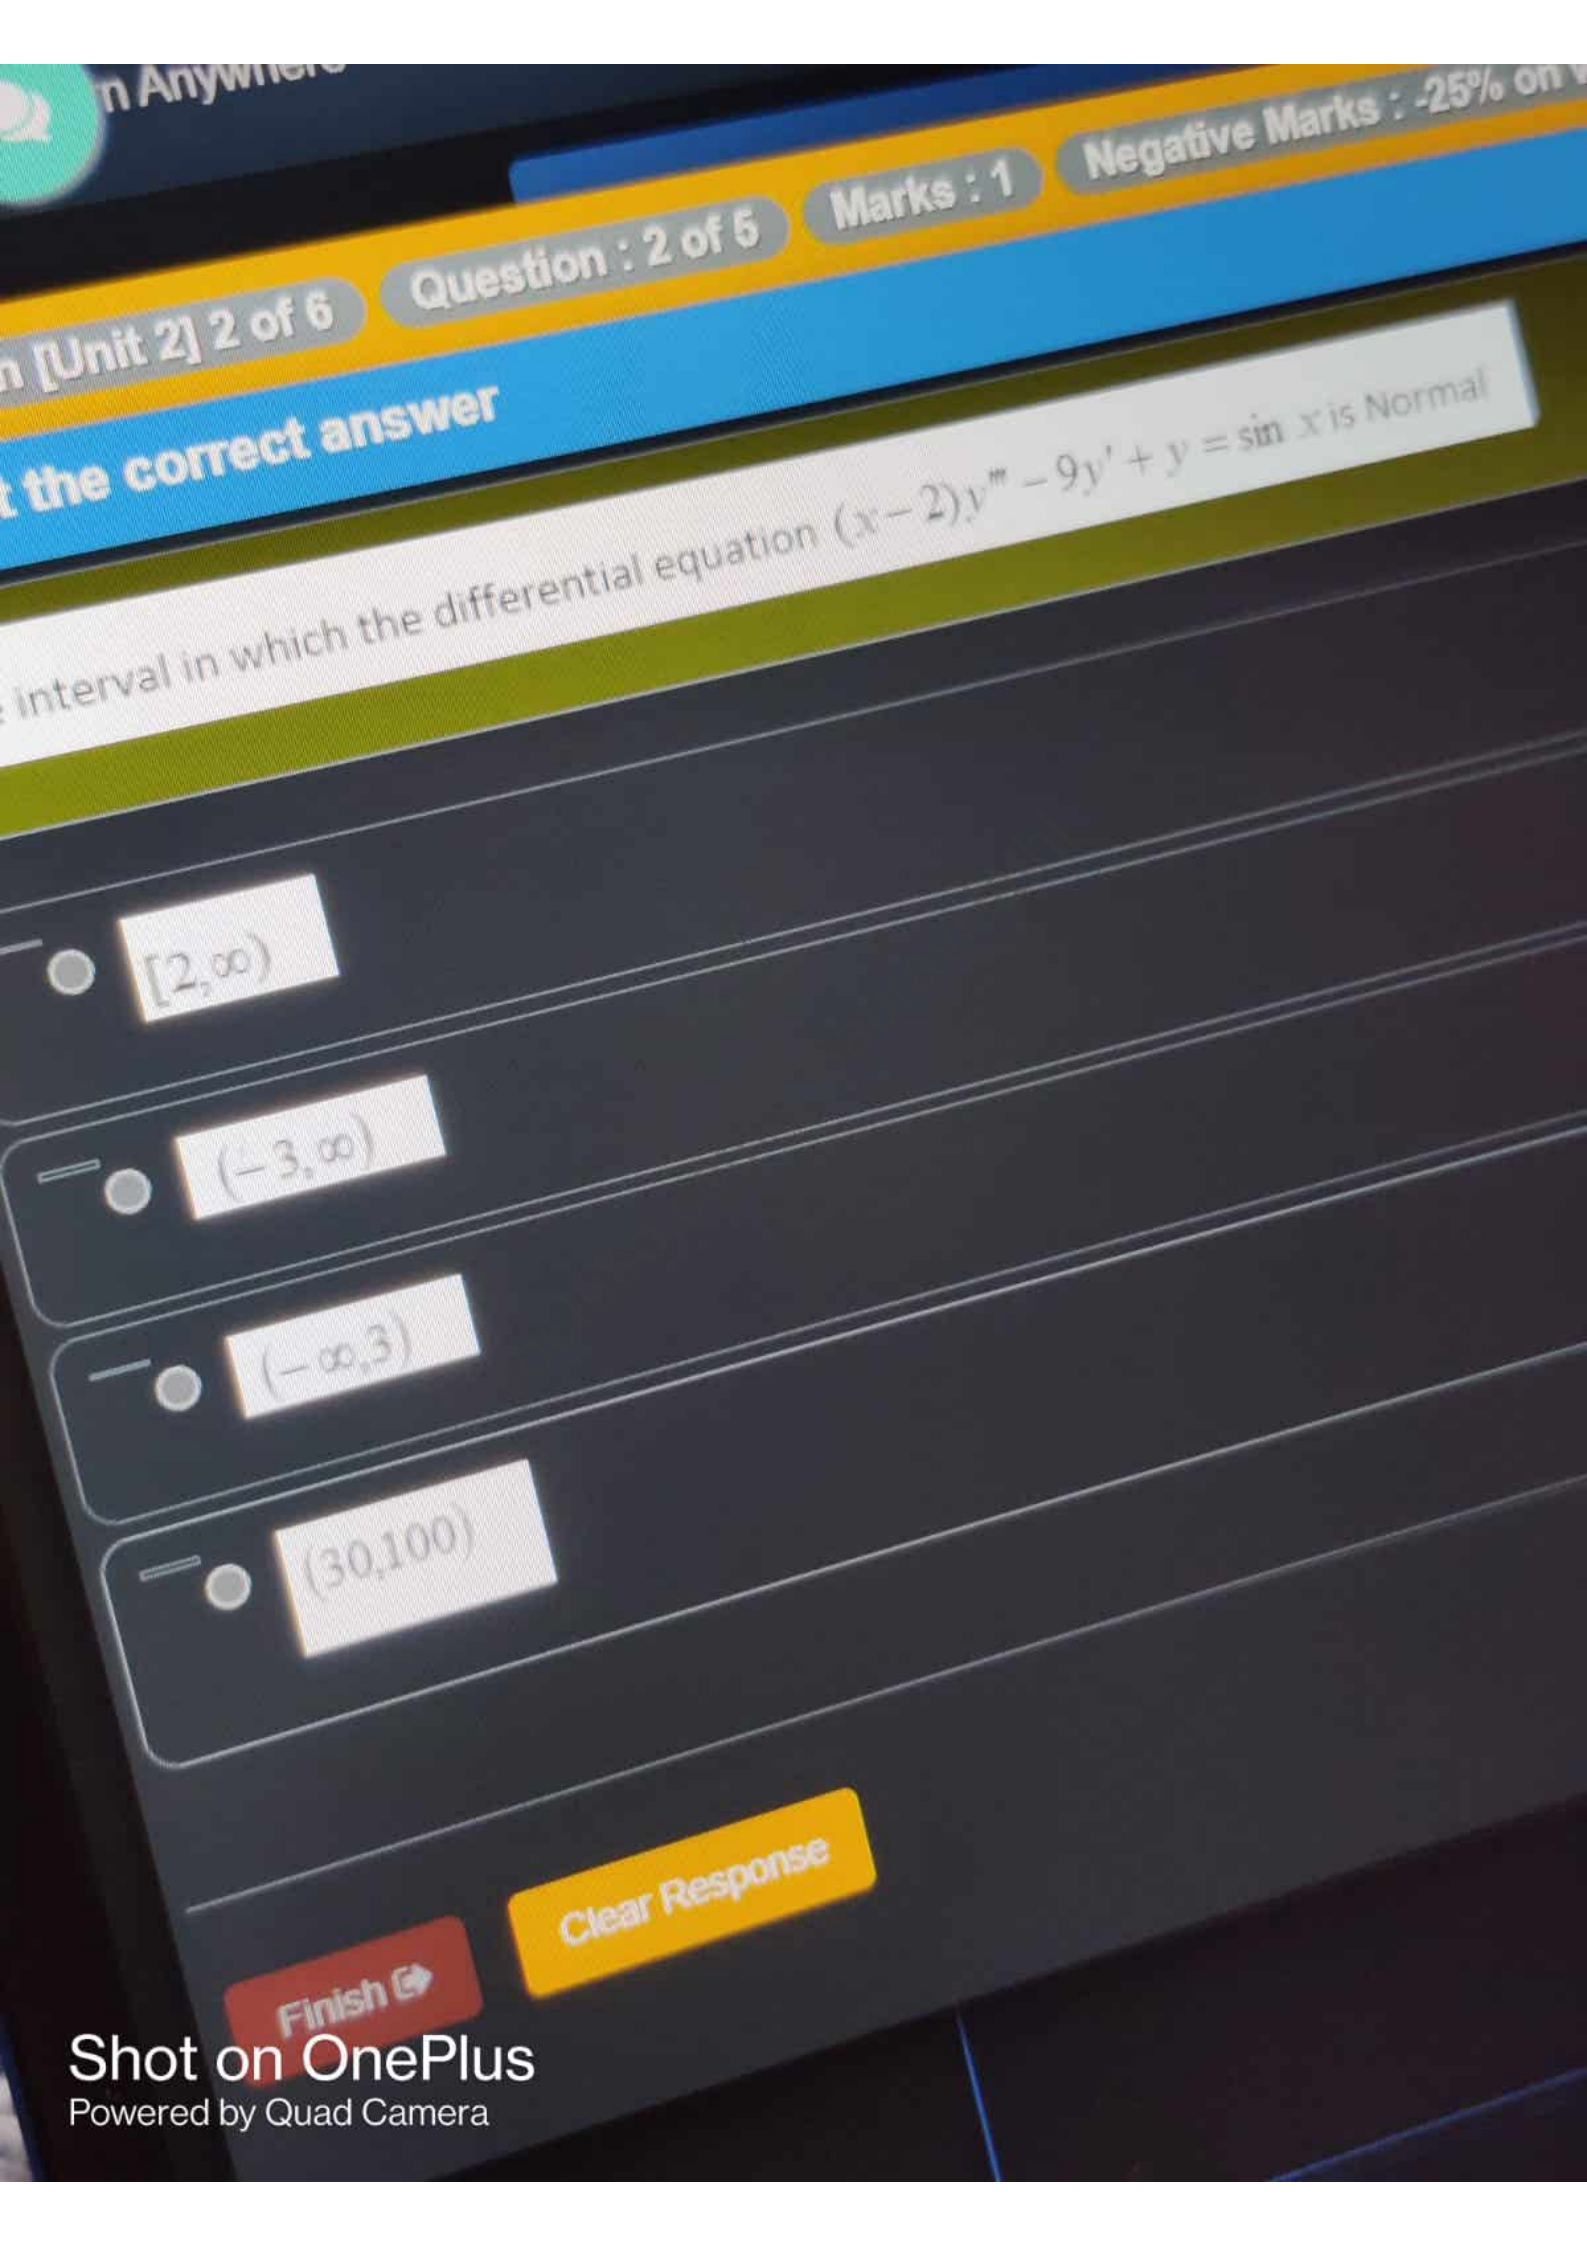 n Anywhere
n [Unit 2] 2 of 6 Question : 2 of 5 Marks : 1 Negative Marks : -25% on
t the correct answer
interval in which the differential equation (x−2)y''' − 9y' + y = sin x is Normal
[2,∞)
(−3,∞)
(−∞,3)
(30,100)
Finish Clear Response
Shot on OnePlus
Powered by Quad Camera